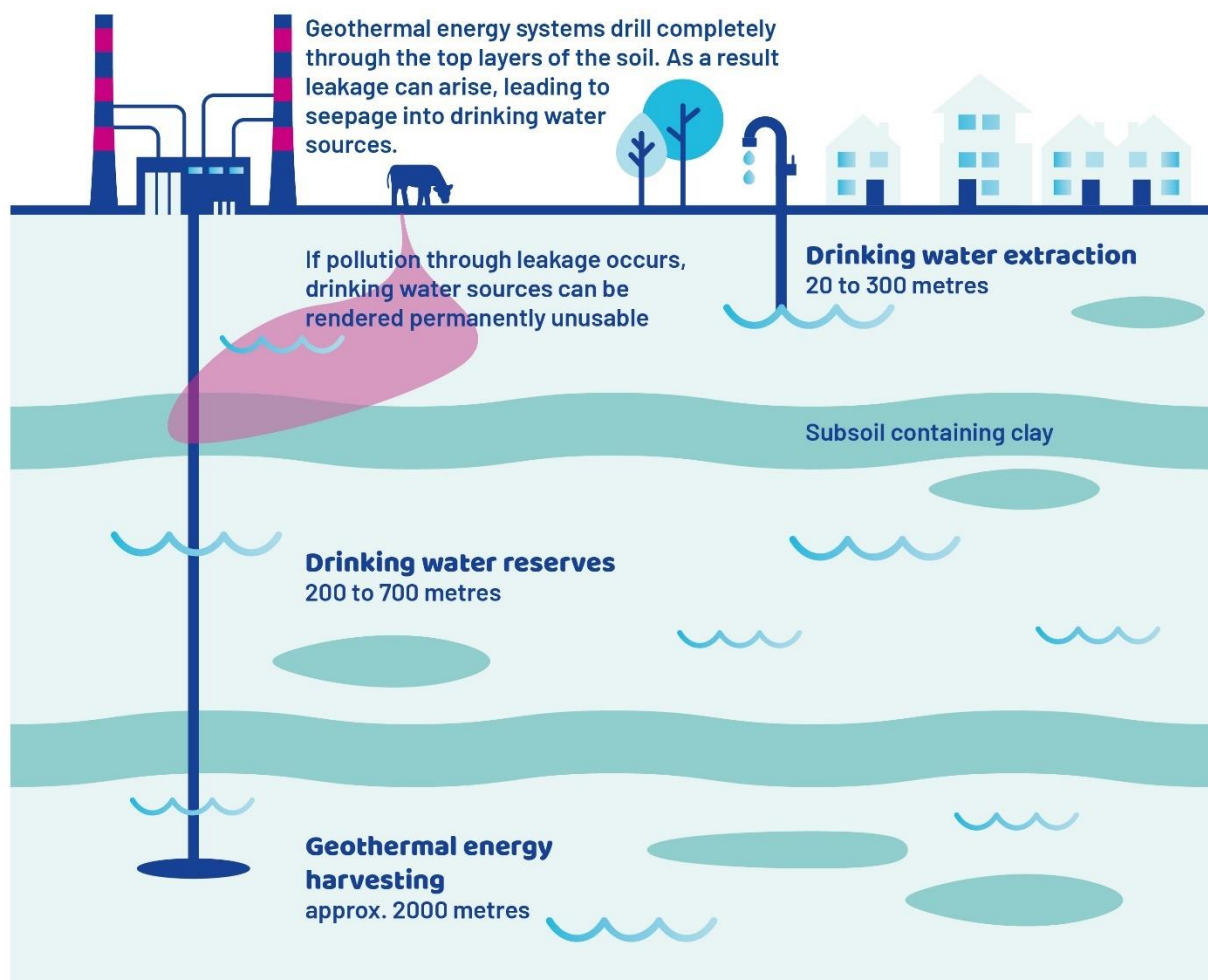 Geothermal energy systems drill completely
through the top layers of the soil. As a result
leakage can arise, leading to
seepage into drinking water
sources.
If pollution through leakage occurs,
drinking water sources can be
rendered permanently unusable
Drinking water extraction
20 to 300 metres
Subsoil containing clay
Drinking water reserves
200 to 700 metres
Geothermal energy
harvesting
approx. 2000 metres